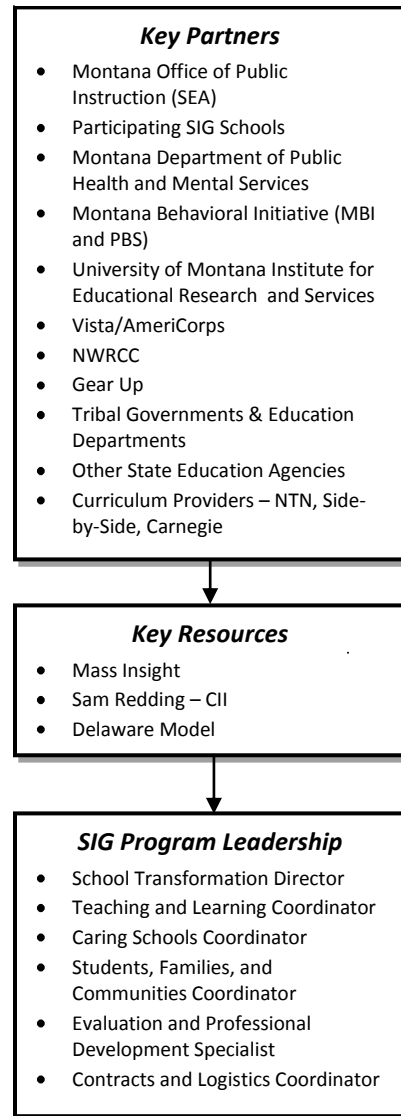 Key Partners
• Montana Office of Public
Instruction (SEA)
• Participating SIG Schools
• Montana Department of Public
Health and Mental Services
• Montana Behavioral Initiative (MBI
and PBS)
• University of Montana Institute for
Educational Research and Services
• Vista/AmeriCorps
• NWRCC
• Gear Up
• Tribal Governments & Education
Departments
• Other State Education Agencies
• Curriculum Providers – NTN, Side-
by-Side, Carnegie
Key Resources
• Mass Insight
• Sam Redding – CII
• Delaware Model
SIG Program Leadership
• School Transformation Director
• Teaching and Learning Coordinator
• Caring Schools Coordinator
• Students, Families, and
Communities Coordinator
• Evaluation and Professional
Development Specialist
• Contracts and Logistics Coordinator